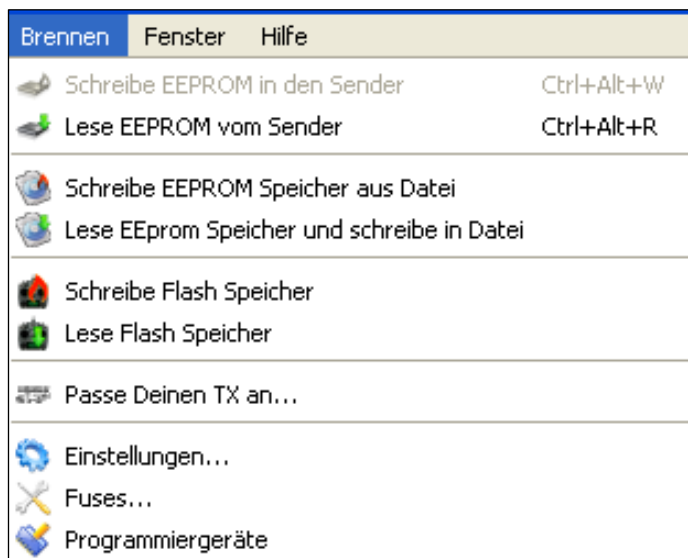 Brennen Fenster Hilfe
Schreibe EEPROM in den Sender Ctrl+Alt+W
Lese EEPROM vom Sender Ctrl+Alt+R
Schreibe EEPROM Speicher aus Datei
Lese EEprom Speicher und schreibe in Datei
Schreibe Flash Speicher
Lese Flash Speicher
Passe Deinen TX an...
Einstellungen...
Fuses...
Programmiergeräte